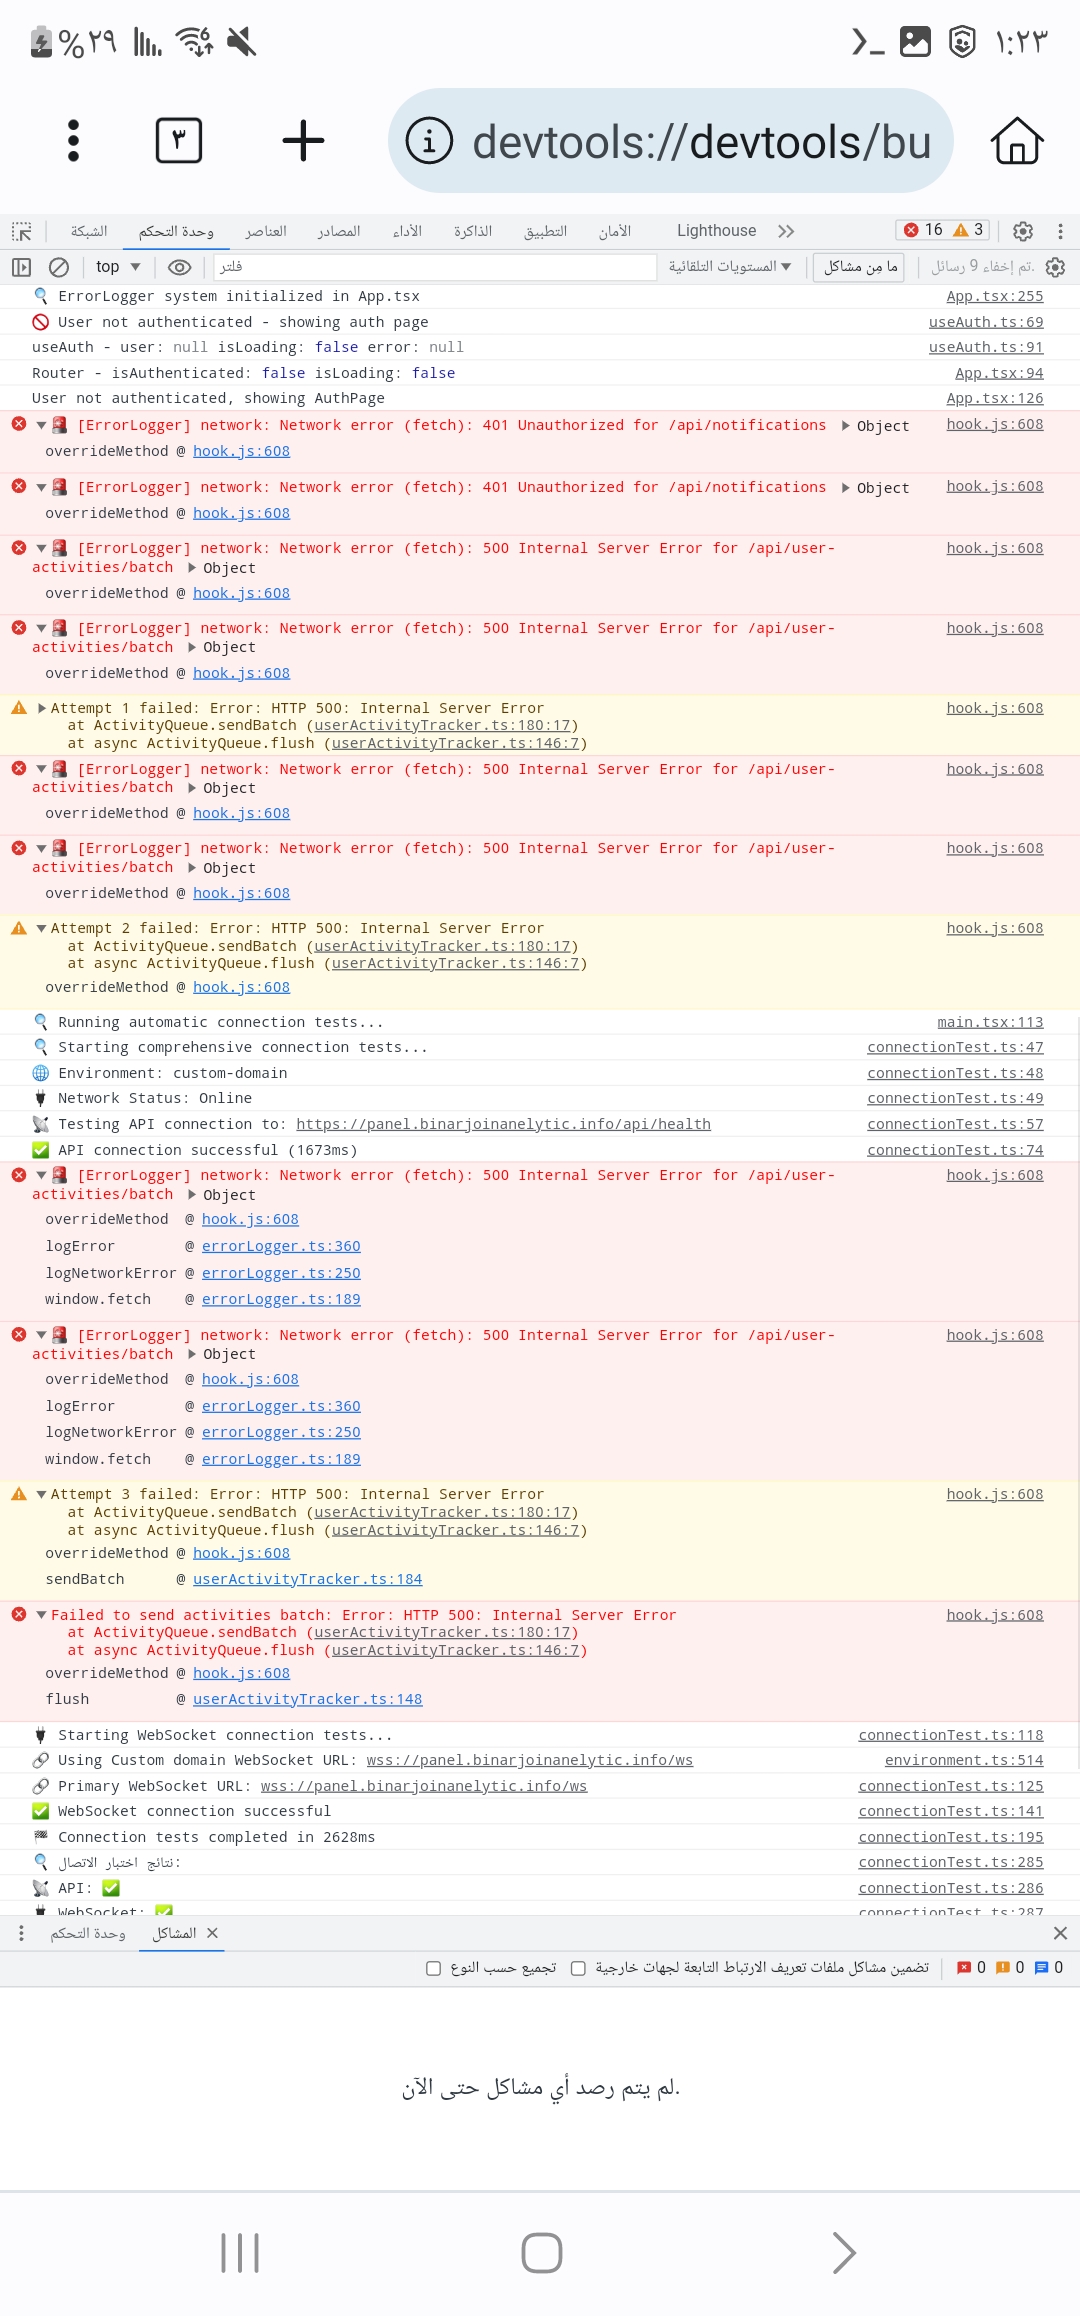 %٢٩
١:٢٣
٣
devtools://devtools/bu
الشبكة
وحدة التحكم
العناصر
المصادر
الأداء
الذاكرة
التطبيق
الأمان
Lighthouse
16
3
top
فلتر
المستويات التلقائية
ما مِن مشاكل
تم إخفاء 9 رسائل.
ErrorLogger system initialized in App.tsx App.tsx:255
User not authenticated - showing auth page useAuth.ts:69
useAuth - user: null isLoading: false error: null useAuth.ts:91
Router - isAuthenticated: false isLoading: false App.tsx:94
User not authenticated, showing AuthPage App.tsx:126
[ErrorLogger] network: Network error (fetch): 401 Unauthorized for /api/notifications Object hook.js:608
overrideMethod @ hook.js:608
[ErrorLogger] network: Network error (fetch): 401 Unauthorized for /api/notifications Object hook.js:608
overrideMethod @ hook.js:608
[ErrorLogger] network: Network error (fetch): 500 Internal Server Error for /api/user- hook.js:608
activities/batch Object
overrideMethod @ hook.js:608
[ErrorLogger] network: Network error (fetch): 500 Internal Server Error for /api/user- hook.js:608
activities/batch Object
overrideMethod @ hook.js:608
Attempt 1 failed: Error: HTTP 500: Internal Server Error hook.js:608
at ActivityQueue.sendBatch (userActivityTracker.ts:180:17)
at async ActivityQueue.flush (userActivityTracker.ts:146:7)
[ErrorLogger] network: Network error (fetch): 500 Internal Server Error for /api/user- hook.js:608
activities/batch Object
overrideMethod @ hook.js:608
[ErrorLogger] network: Network error (fetch): 500 Internal Server Error for /api/user- hook.js:608
activities/batch Object
overrideMethod @ hook.js:608
Attempt 2 failed: Error: HTTP 500: Internal Server Error hook.js:608
at ActivityQueue.sendBatch (userActivityTracker.ts:180:17)
at async ActivityQueue.flush (userActivityTracker.ts:146:7)
overrideMethod @ hook.js:608
Running automatic connection tests... main.tsx:113
Starting comprehensive connection tests... connectionTest.ts:47
Environment: custom-domain connectionTest.ts:48
Network Status: Online connectionTest.ts:49
Testing API connection to: https://panel.binarjoinanelytic.info/api/health connectionTest.ts:57
API connection successful (1673ms) connectionTest.ts:74
[ErrorLogger] network: Network error (fetch): 500 Internal Server Error for /api/user- hook.js:608
activities/batch Object
overrideMethod @ hook.js:608
logError @ errorLogger.ts:360
logNetworkError @ errorLogger.ts:250
window.fetch @ errorLogger.ts:189
[ErrorLogger] network: Network error (fetch): 500 Internal Server Error for /api/user- hook.js:608
activities/batch Object
overrideMethod @ hook.js:608
logError @ errorLogger.ts:360
logNetworkError @ errorLogger.ts:250
window.fetch @ errorLogger.ts:189
Attempt 3 failed: Error: HTTP 500: Internal Server Error hook.js:608
at ActivityQueue.sendBatch (userActivityTracker.ts:180:17)
at async ActivityQueue.flush (userActivityTracker.ts:146:7)
overrideMethod @ hook.js:608
sendBatch @ userActivityTracker.ts:184
Failed to send activities batch: Error: HTTP 500: Internal Server Error hook.js:608
at ActivityQueue.sendBatch (userActivityTracker.ts:180:17)
at async ActivityQueue.flush (userActivityTracker.ts:146:7)
overrideMethod @ hook.js:608
flush @ userActivityTracker.ts:148
Starting WebSocket connection tests... connectionTest.ts:118
Using Custom domain WebSocket URL: wss://panel.binarjoinanelytic.info/ws environment.ts:514
Primary WebSocket URL: wss://panel.binarjoinanelytic.info/ws connectionTest.ts:125
WebSocket connection successful connectionTest.ts:141
Connection tests completed in 2628ms connectionTest.ts:195
نتائج اختبار الاتصال: connectionTest.ts:285
API: connectionTest.ts:286
WebSocket: connectionTest.ts:287
وحدة التحكم
المشاكل
تجميع حسب النوع
تضمين مشاكل ملفات تعريف الارتباط التابعة لجهات خارجية
0 0 0
لم يتم رصد أي مشاكل حتى الآن.